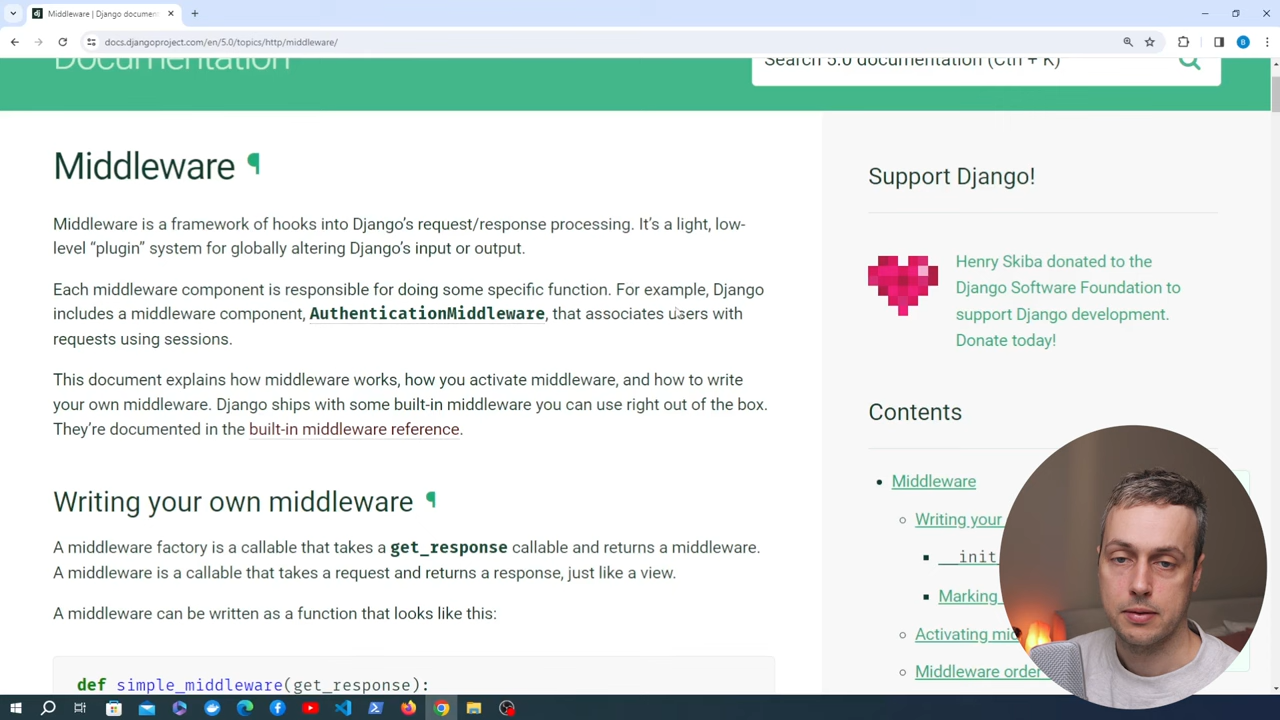 Middleware | Django documen
docs.djangoproject.com/en/5.0/topics/http/middleware/
B
Documentation
Search 5.0 documentation (Ctrl + K)
Middleware ¶
Middleware is a framework of hooks into Django’s request/response processing. It’s a light, low-
level “plugin” system for globally altering Django’s input or output.
Each middleware component is responsible for doing some specific function. For example, Django
includes a middleware component, AuthenticationMiddleware, that associates users with
requests using sessions.
This document explains how middleware works, how you activate middleware, and how to write
your own middleware. Django ships with some built-in middleware you can use right out of the box.
They’re documented in the built-in middleware reference.
Writing your own middleware ¶
A middleware factory is a callable that takes a get_response callable and returns a middleware.
A middleware is a callable that takes a request and returns a response, just like a view.
A middleware can be written as a function that looks like this:
def simple_middleware(get_response):
Support Django!
Henry Skiba donated to the
Django Software Foundation to
support Django development.
Donate today!
Contents
Middleware
Writing your
__init
Marking
Activating mid
Middleware order